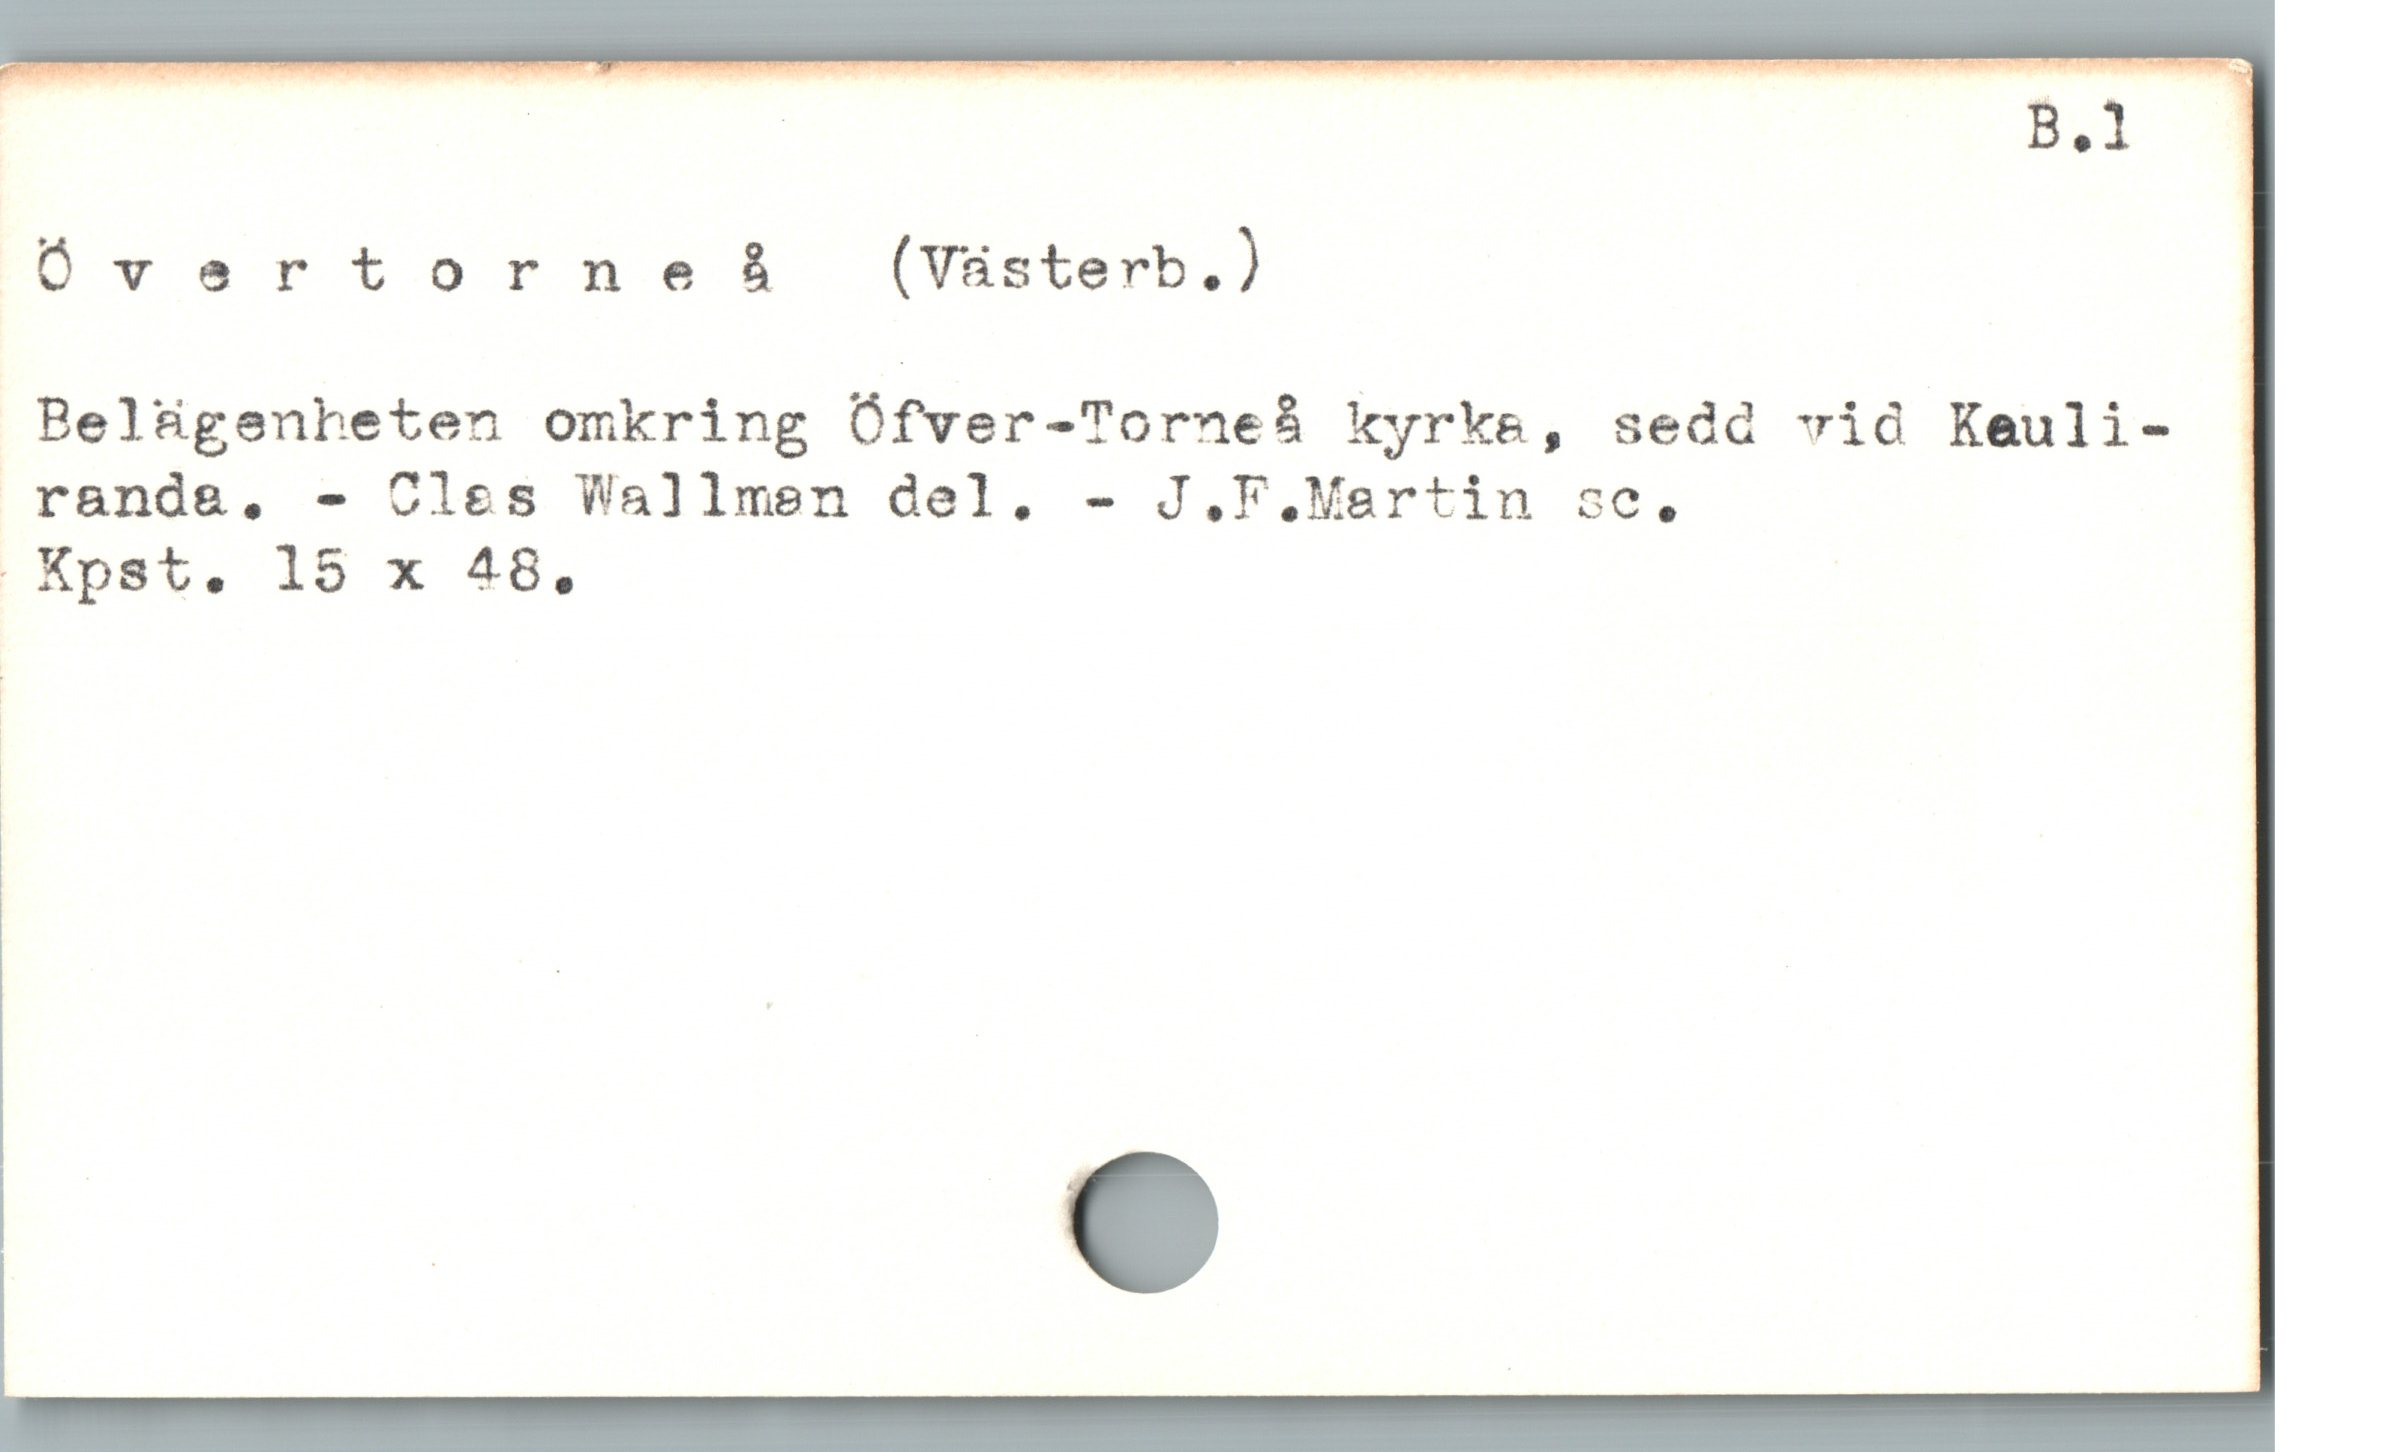 B.1
Övertorneå (Västerb.)
Belägenheten omkring Öfver-Torneå kyrka, sedd vid Kauli-
randa. - Clas Wallman del. - J.F.Martin sc.
Kpst. 15 x 48.